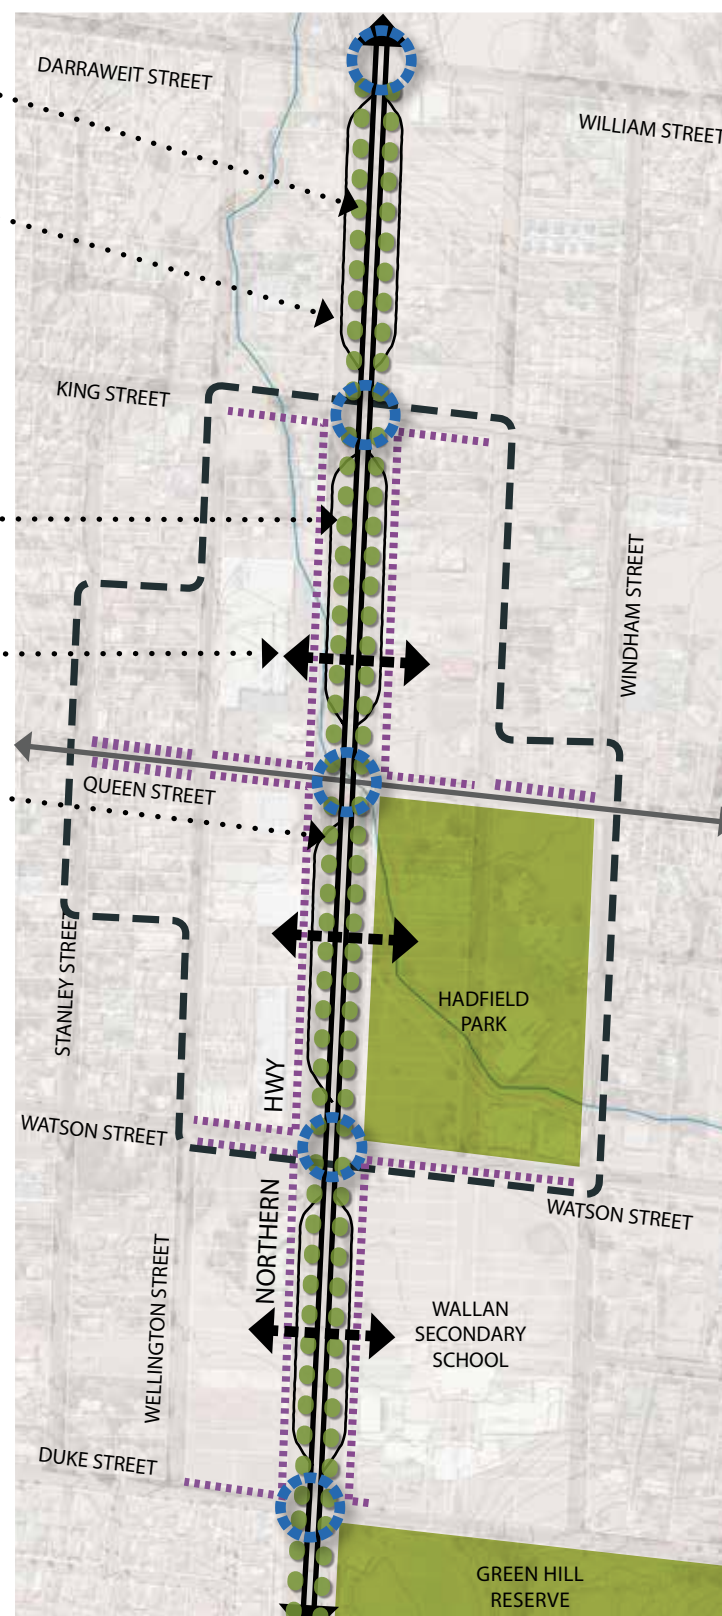 DARRAWEIT STREET
WILLIAM STREET
KING STREET
WINDHAM STREET
QUEEN STREET
STANLEY STREET
HADFIELD
PARK
HWY
WATSON STREET
NORTHERN
WATSON STREET
WELLINGTON STREET
WALLAN
SECONDARY
SCHOOL
DUKE STREET
GREEN HILL
RESERVE